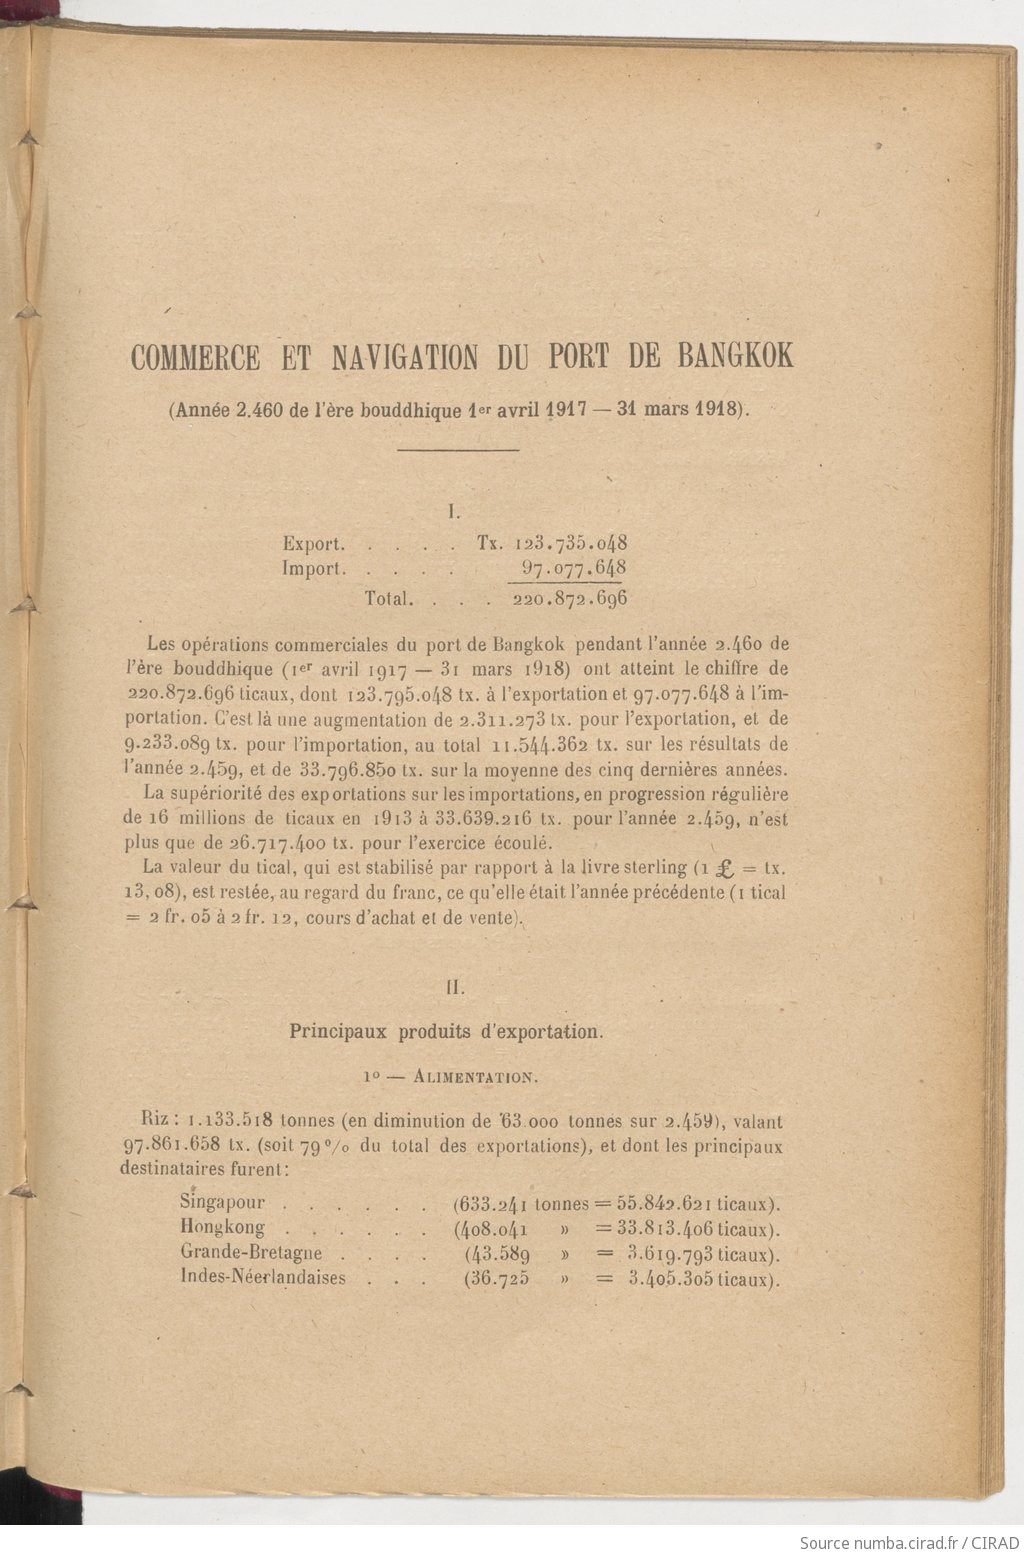 COMMERCE ET NAVIGATION DU PORT DE BANGKOK
(Année 2.460 de l'ère bouddhique 1er avril 1917 — 31 mars 1918).
I.
Export. . . . . Tx. 123.735.048
Import. . . . . 97.077.648
Total. . . . 220.872.696
Les opérations commerciales du port de Bangkok pendant l'année 2.460 de
l'ère bouddhique (1er avril 1917 — 31 mars 1918) ont atteint le chiffre de
220.872.696 ticaux, dont 123.795.048 tx. à l'exportation et 97.077.648 à l'im-
portation. C'est là une augmentation de 2.311.273 tx. pour l'exportation, et de
9.233.089 tx. pour l'importation, au total 11.544.362 tx. sur les résultats de
l'année 2.459, et de 33.796.850 tx. sur la moyenne des cinq dernières années.
La supériorité des exportations sur les importations, en progression régulière
de 16 millions de ticaux en 1913 à 33.639.216 tx. pour l'année 2.459, n'est
plus que de 26.717.400 tx. pour l'exercice écoulé.
La valeur du tical, qui est stabilisé par rapport à la livre sterling (1 £ = tx.
13, 08), est restée, au regard du franc, ce qu'elle était l'année précédente (1 tical
= 2 fr. 05 à 2 fr. 12, cours d'achat et de vente).
II.
Principaux produits d'exportation.
1º — ALIMENTATION.
Riz : 1.133.518 tonnes (en diminution de 63.000 tonnes sur 2.459), valant
97.861.658 tx. (soit 79 % du total des exportations), et dont les principaux
destinataires furent :
Singapour . . . . . . (633.241 tonnes = 55.842.621 ticaux).
Hongkong . . . . . . (408.041 » = 33.813.406 ticaux).
Grande-Bretagne . . . . (43.589 » = 3.619.793 ticaux).
Indes-Néerlandaises . . . (36.725 » = 3.405.305 ticaux).
Source numba.cirad.fr / CIRAD